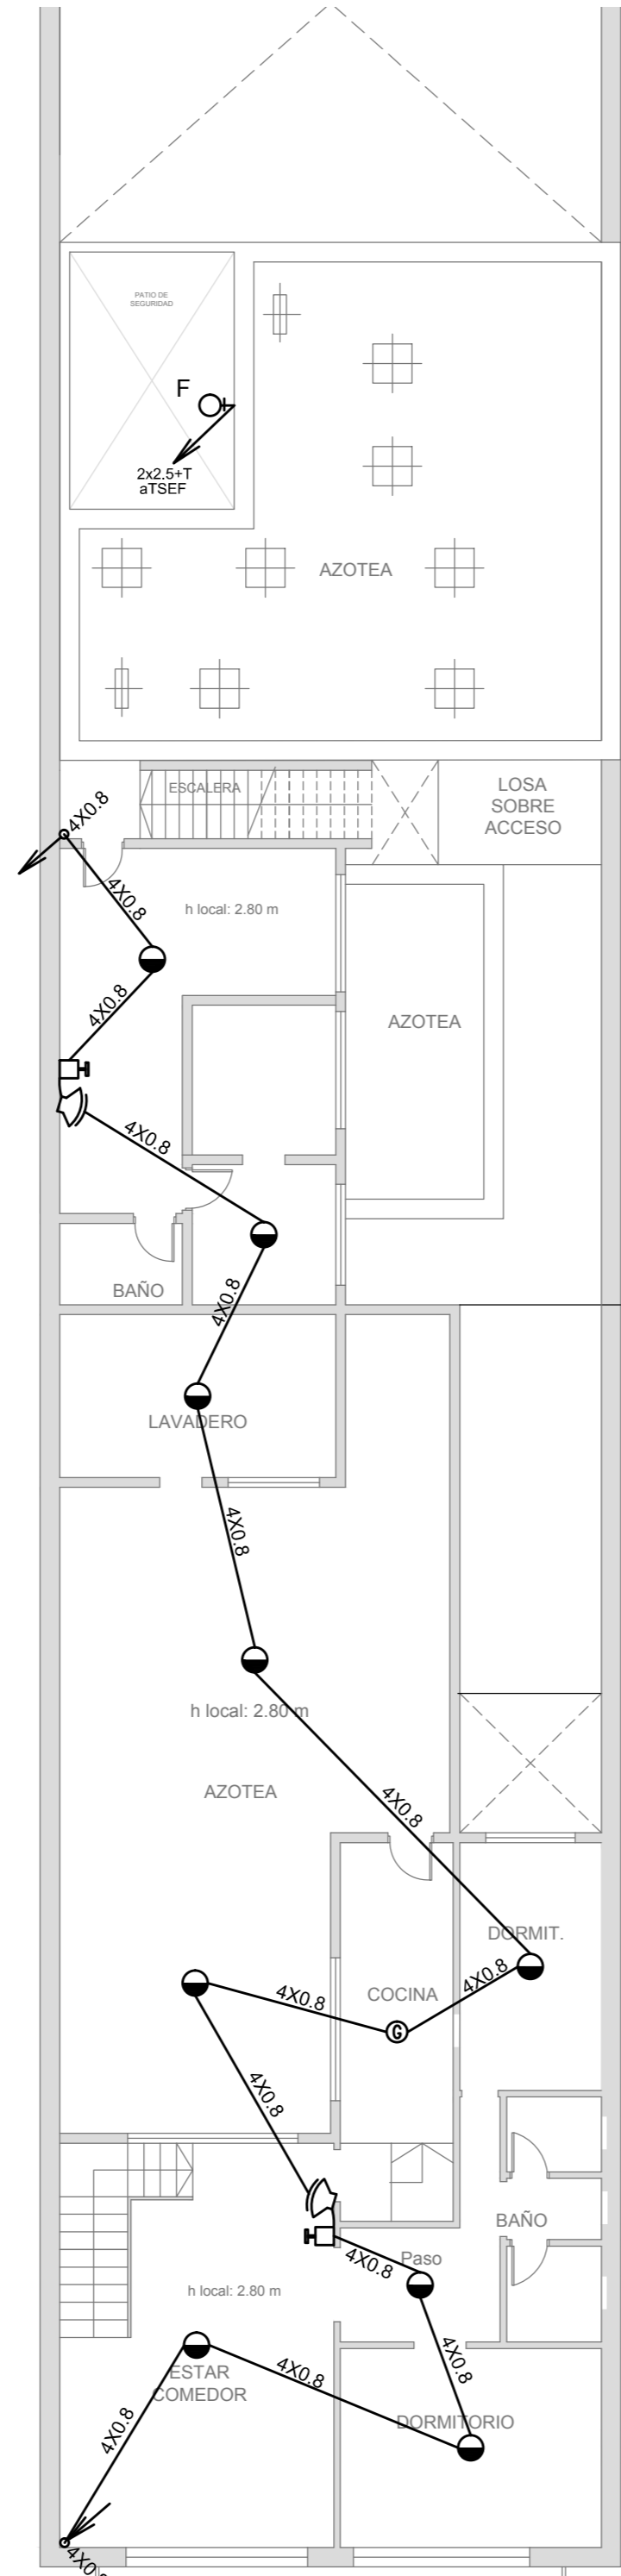 PATIO DE
SEGURIDAD
F
2x2.5+T
aTSEF
AZOTEA
ESCALERA
LOSA
SOBRE
ACCESO
4X0.8
4X0.8
h local: 2.80 m
4X0.8
AZOTEA
4X0.8
BAÑO
4X0.8
LAVADERO
4X0.8
h local: 2.80 m
AZOTEA
4X0.8
DORMIT.
4X0.8
COCINA
4X0.8
G
4X0.8
BAÑO
Paso
4X0.8
h local: 2.80 m
4X0.8
ESTAR
COMEDOR
4X0.8
DORMITORIO
4X0.8